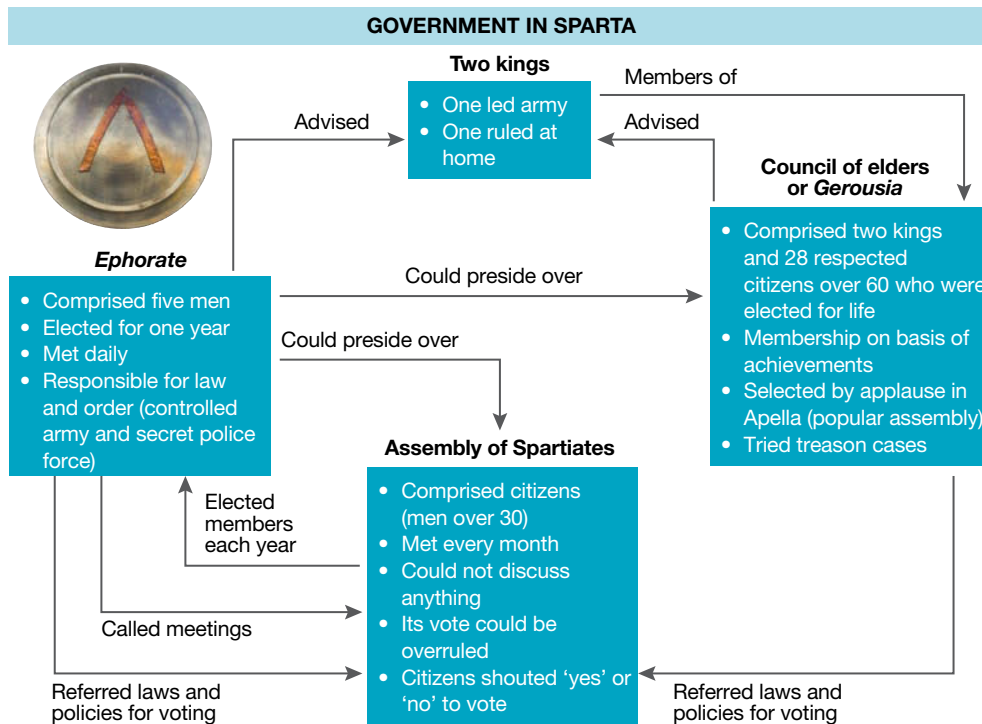 GOVERNMENT IN SPARTA
Two kings
• One led army
• One ruled at
home
Members of
Advised
Advised
Council of elders
or Gerousia
• Comprised two kings
and 28 respected
citizens over 60 who were
elected for life
• Membership on basis of
achievements
• Selected by applause in
Apella (popular assembly)
• Tried treason cases
Ephorate
• Comprised five men
• Elected for one year
• Met daily
• Responsible for law
and order (controlled
army and secret police
force)
Could preside over
Could preside over
Assembly of Spartiates
• Comprised citizens
(men over 30)
• Met every month
• Could not discuss
anything
• Its vote could be
overruled
• Citizens shouted ‘yes’ or
‘no’ to vote
Elected
members
each year
Called meetings
Referred laws and
policies for voting
Referred laws and
policies for voting